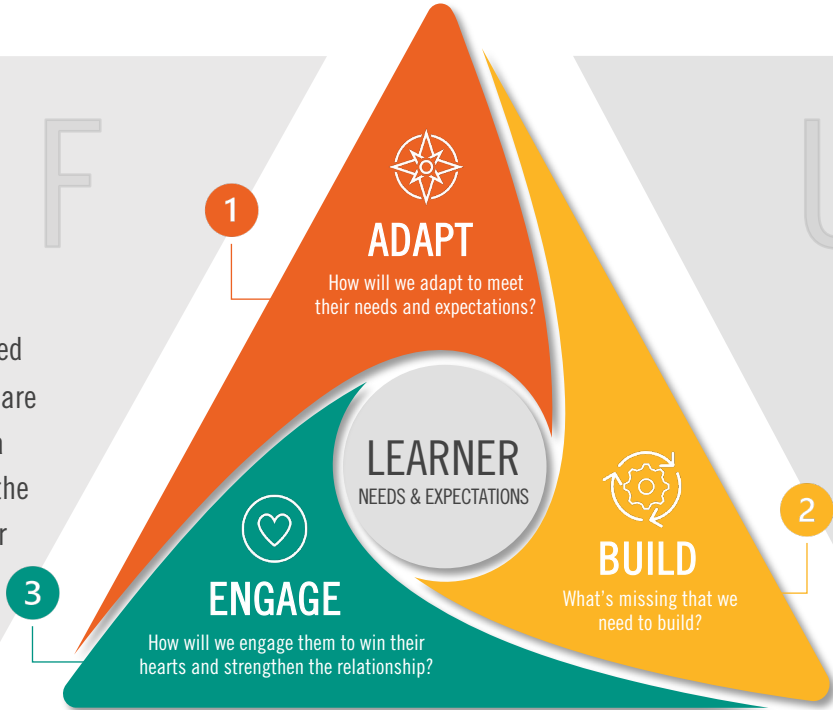 F
U
1
ADAPT
How will we adapt to meet
their needs and expectations?
ed
are
the
r
LEARNER
NEEDS & EXPECTATIONS
2
BUILD
What's missing that we
need to build?
3
ENGAGE
How will we engage them to win their
hearts and strengthen the relationship?